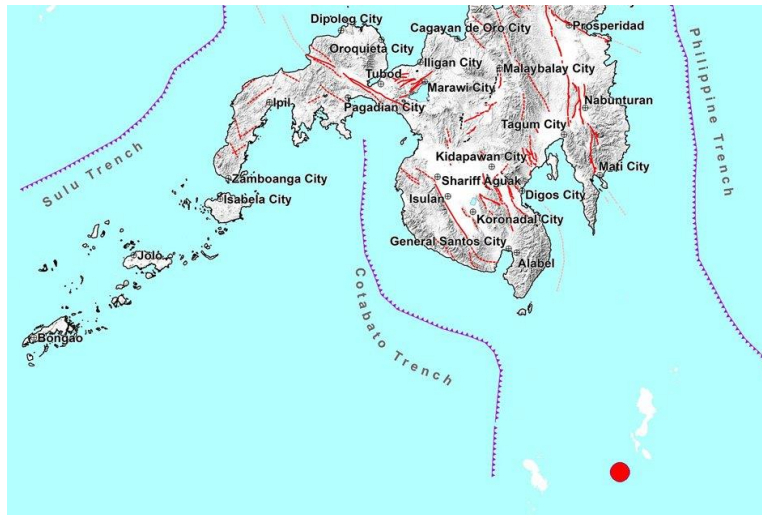 Dipolog City
Cagayan de Oro City
Prosperidad
Oroquieta City
Iligan City
Tubod
Malaybalay City
Marawi City
Ipil
Pagadian City
Nabunturan
Tagum City
Kidapawan City
Mati City
Zamboanga City
Shariff Aguak
Digos City
Isabela City
Isulan
Koronadal City
General Santos City
Alabel
Jolo
Bongao
Sulu Trench
Cotabato Trench
Philippine Trench